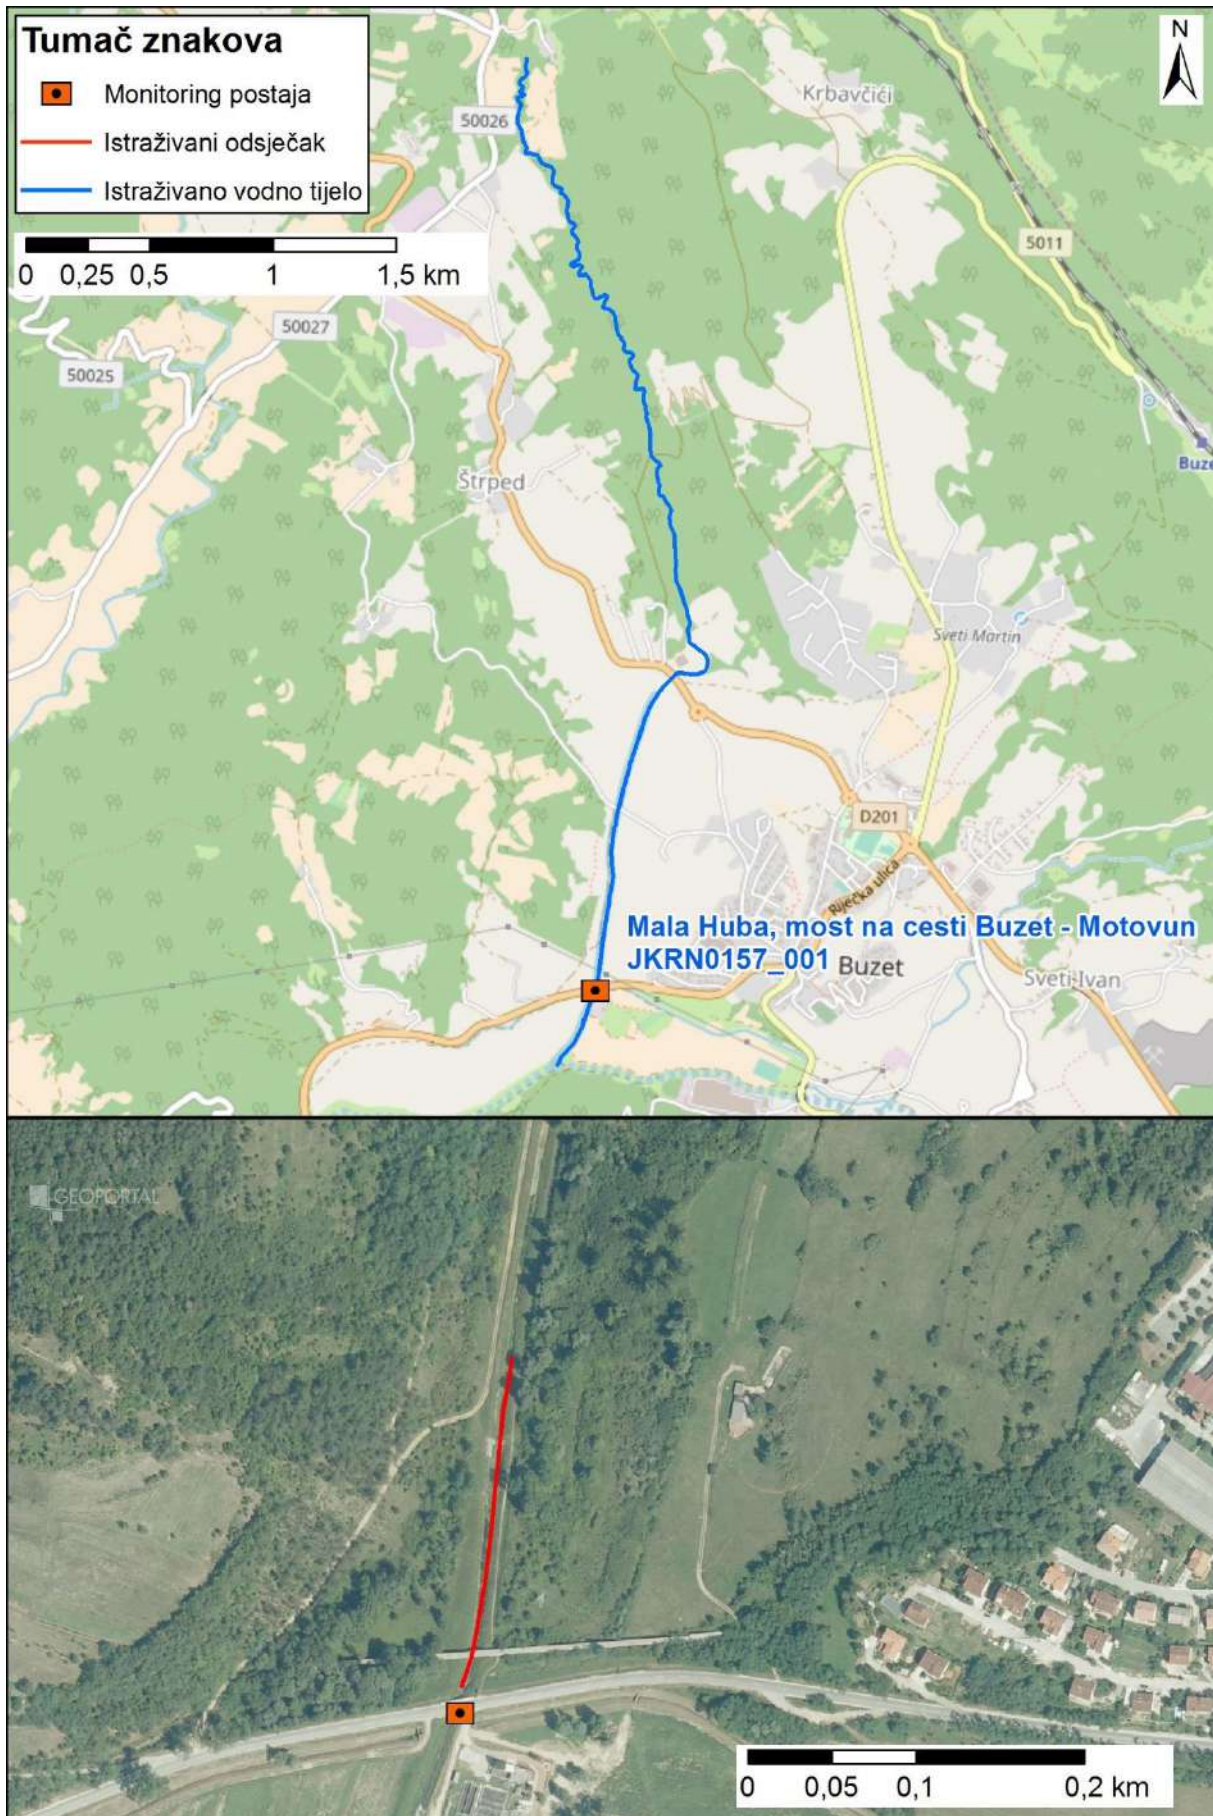 Tumač znakova
Monitoring postaja
Istraživani odsječak
Istraživano vodno tijelo
0 0,25 0,5 1 1,5 km
N
Krbavčići
50026
5011
50027
50025
Buze
Štrped
Sveti Martin
D201
Riječka ulica
Mala Huba, most na cesti Buzet - Motovun
JKRN0157_001
Buzet
Sveti Ivan
GEOPORTAL
0 0,05 0,1 0,2 km